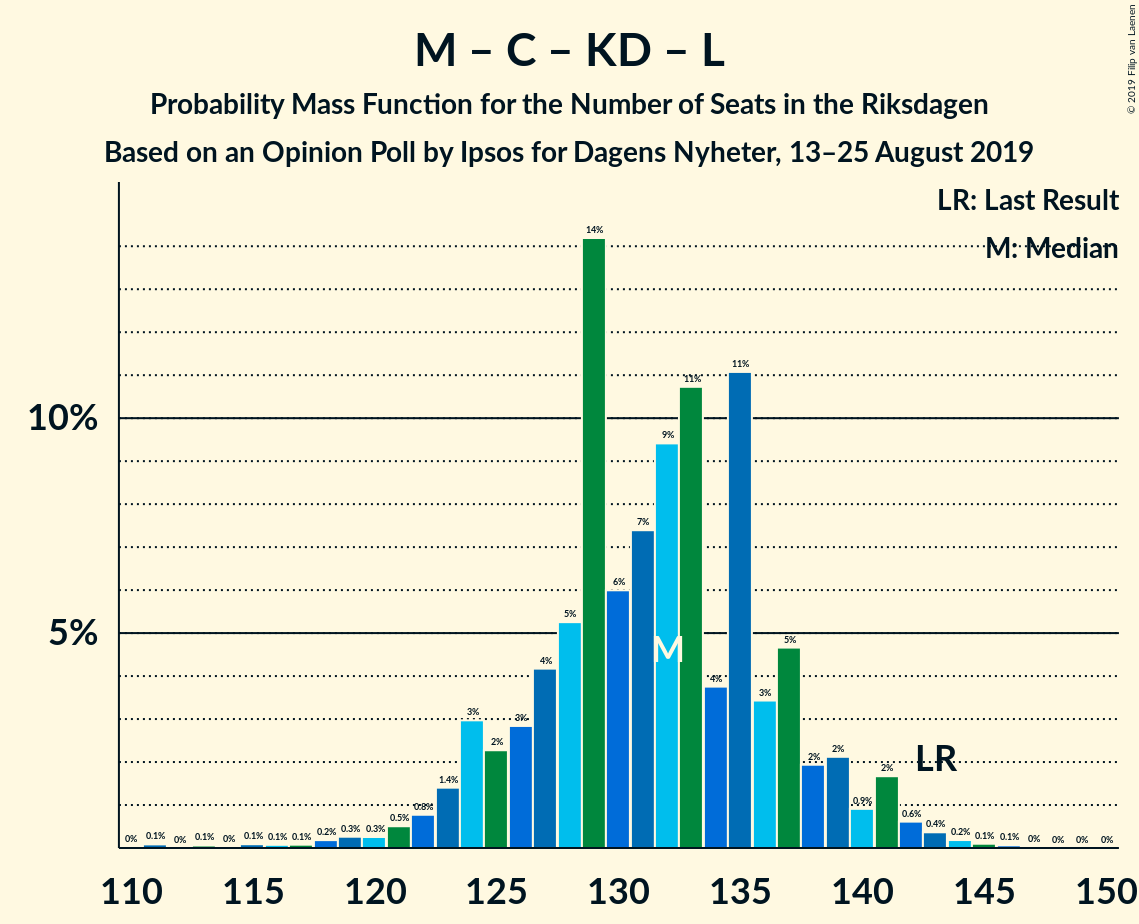 M – C – KD – L
Probability Mass Function for the Number of Seats in the Riksdagen
Based on an Opinion Poll by Ipsos for Dagens Nyheter, 13–25 August 2019
© 2019 Filip van Laenen
LR: Last Result
M: Median
10%
5%
0% 0.1% 0% 0.1% 0% 0.1% 0.1% 0.1% 0.2% 0.3% 0.3% 0.5% 0.8% 1.4% 3% 2% 3% 4% 5% 14% 6% 7% 9% 11% 4% 11% 3% 5% 2% 2% 0.9% 2% 0.6% 0.4% 0.2% 0.1% 0.1% 0% 0% 0% 0%
M
LR
110 115 120 125 130 135 140 145 150